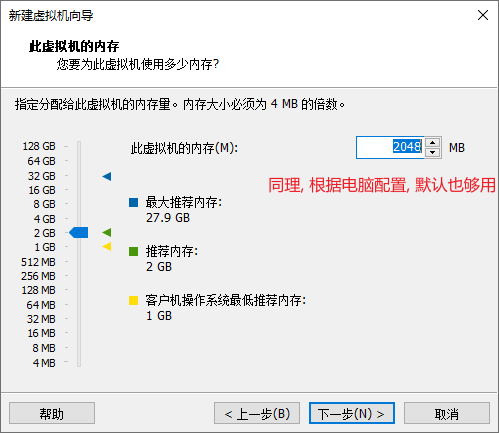 新建虚拟机向导
此虚拟机的内存
您要为此虚拟机使用多少内存?
指定分配给此虚拟机的内存量。内存大小必须为 4 MB 的倍数。
128 GB
64 GB
32 GB
16 GB
8 GB
4 GB
2 GB
1 GB
512 MB
256 MB
128 MB
64 MB
32 MB
16 MB
8 MB
4 MB
此虚拟机的内存(M): 2048 MB
同理, 根据电脑配置, 默认也够用
最大推荐内存:
27.9 GB
推荐内存:
2 GB
客户机操作系统最低推荐内存:
1 GB
帮助 < 上一步(B) 下一步(N) > 取消